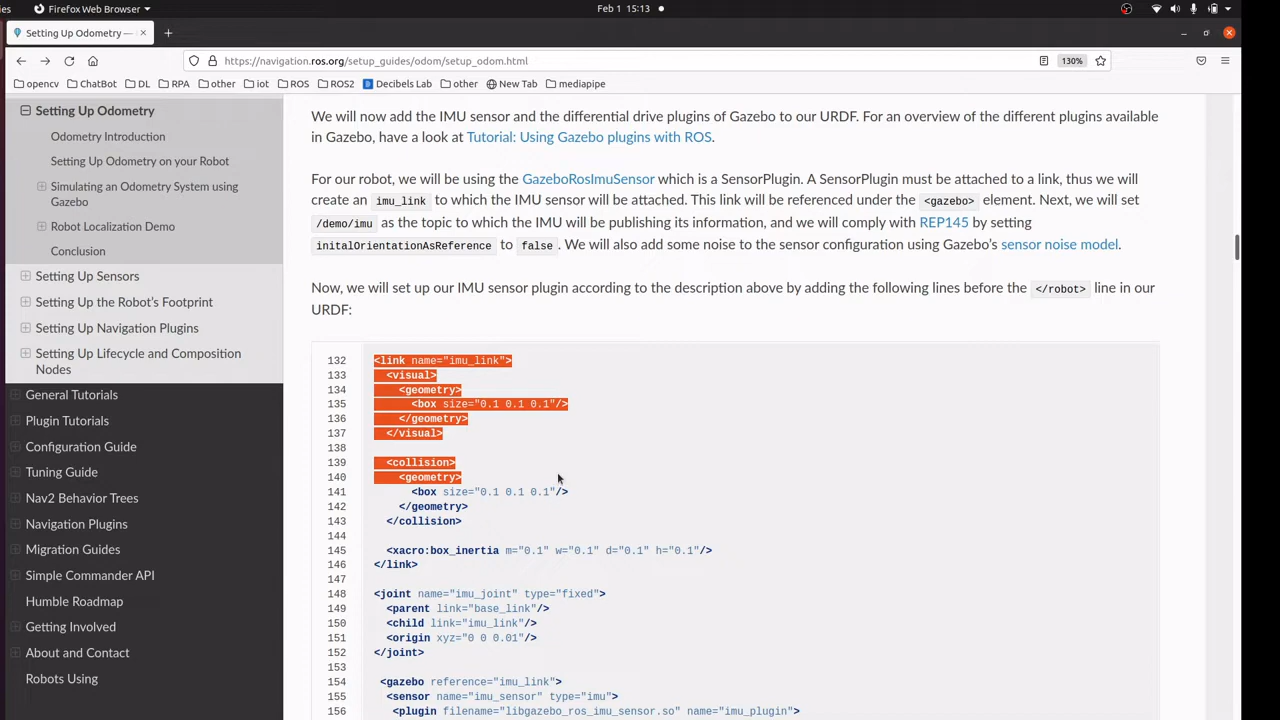 ies
Firefox Web Browser
Feb 1 15:13
Setting Up Odometry —
https://navigation.ros.org/setup_guides/odom/setup_odom.html
130%
opencv
ChatBot
DL
RPA
other
iot
ROS
ROS2
Decibels Lab
other
New Tab
mediapipe
Setting Up Odometry
Odometry Introduction
Setting Up Odometry on your Robot
Simulating an Odometry System using
Gazebo
Robot Localization Demo
Conclusion
Setting Up Sensors
Setting Up the Robot's Footprint
Setting Up Navigation Plugins
Setting Up Lifecycle and Composition
Nodes
General Tutorials
Plugin Tutorials
Configuration Guide
Tuning Guide
Nav2 Behavior Trees
Navigation Plugins
Migration Guides
Simple Commander API
Humble Roadmap
Getting Involved
About and Contact
Robots Using
We will now add the IMU sensor and the differential drive plugins of Gazebo to our URDF. For an overview of the different plugins available
in Gazebo, have a look at Tutorial: Using Gazebo plugins with ROS.
For our robot, we will be using the GazeboRosImuSensor which is a SensorPlugin. A SensorPlugin must be attached to a link, thus we will
create an imu_link to which the IMU sensor will be attached. This link will be referenced under the <gazebo> element. Next, we will set
/demo/imu as the topic to which the IMU will be publishing its information, and we will comply with REP145 by setting
initalOrientationAsReference to false. We will also add some noise to the sensor configuration using Gazebo's sensor noise model.
Now, we will set up our IMU sensor plugin according to the description above by adding the following lines before the </robot> line in our
URDF:
132 <link name="imu_link">
133   <visual>
134     <geometry>
135       <box size="0.1 0.1 0.1"/>
136     </geometry>
137   </visual>
138
139   <collision>
140     <geometry>
141       <box size="0.1 0.1 0.1"/>
142     </geometry>
143   </collision>
144
145   <xacro:box_inertia m="0.1" w="0.1" d="0.1" h="0.1"/>
146 </link>
147
148 <joint name="imu_joint" type="fixed">
149   <parent link="base_link"/>
150   <child link="imu_link"/>
151   <origin xyz="0 0 0.01"/>
152 </joint>
153
154  <gazebo reference="imu_link">
155   <sensor name="imu_sensor" type="imu">
156    <plugin filename="libgazebo_ros_imu_sensor.so" name="imu_plugin">